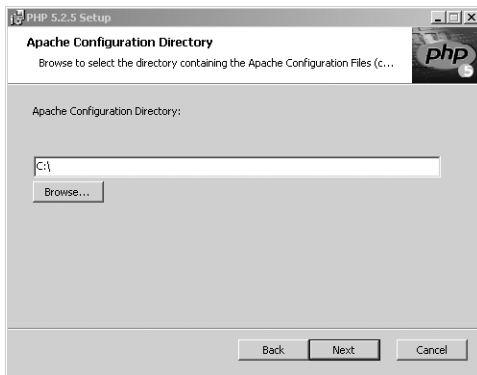 PHP 5.2.5 Setup
Apache Configuration Directory
Browse to select the directory containing the Apache Configuration Files (c...
php
5
Apache Configuration Directory:
C:\
Browse...
Back Next Cancel